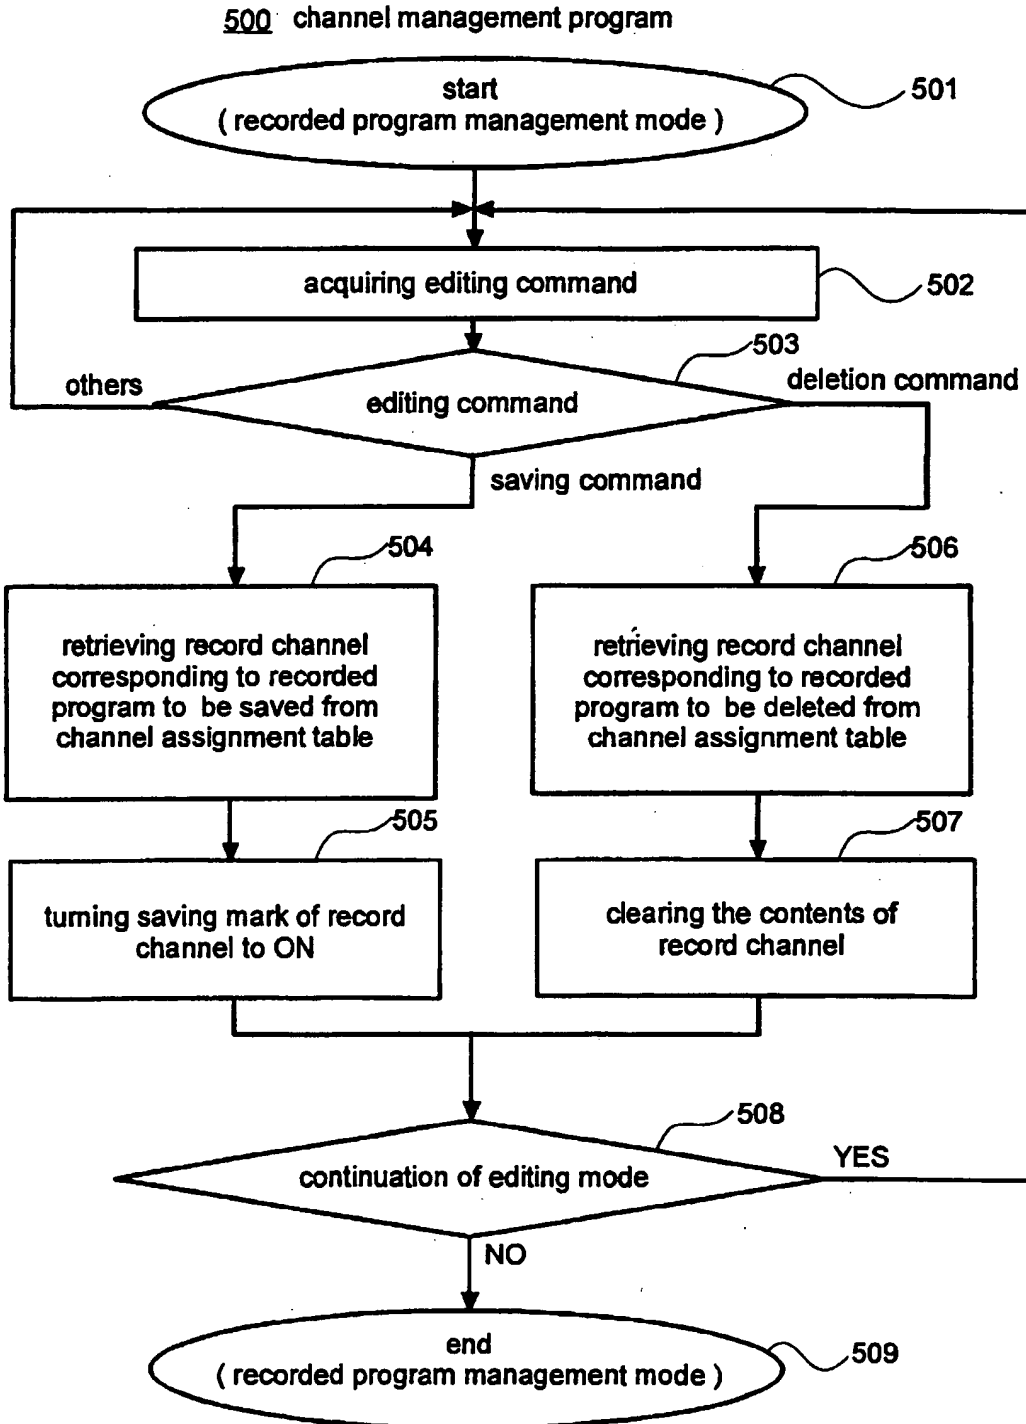 500 channel management program
start
( recorded program management mode )
501
acquiring editing command
502
503
others
deletion command
editing command
saving command
504
506
retrieving record channel
corresponding to recorded
program to be saved from
channel assignment table
retrieving record channel
corresponding to recorded
program to be deleted from
channel assignment table
505
507
turning saving mark of record
channel to ON
clearing the contents of
record channel
508
continuation of editing mode
YES
NO
end
( recorded program management mode )
509